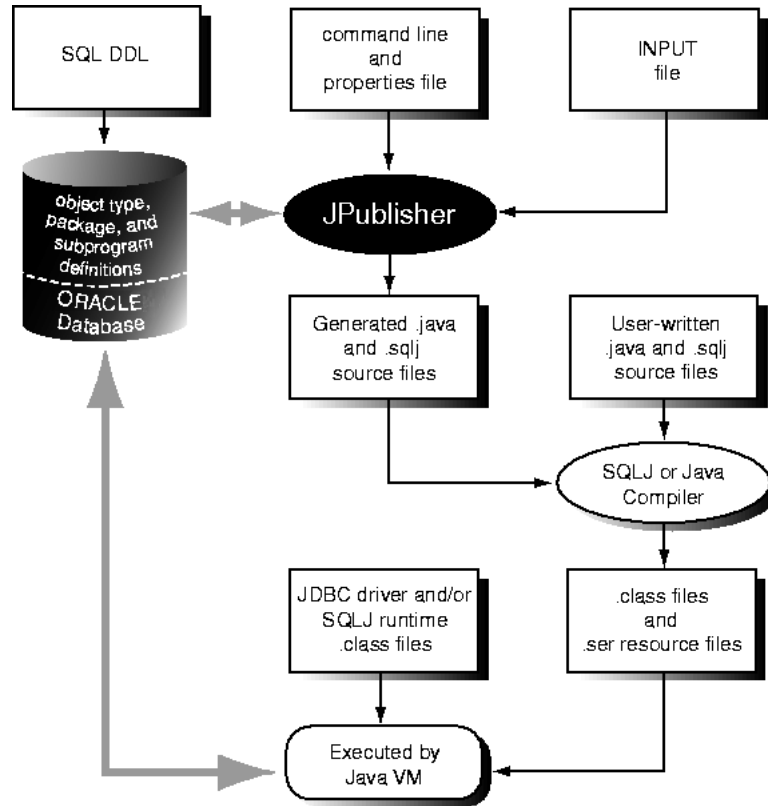 SQL DDL
command line
and
properties file
INPUT
file
object type,
package, and
subprogram
definitions
ORACLE
Database
JPublisher
Generated .java
and .sqlj
source files
User-written
.java and .sqlj
source files
SQLJ or Java
Compiler
JDBC driver and/or
SQLJ runtime
.class files
.class files
and
.ser resource files
Executed by
Java VM